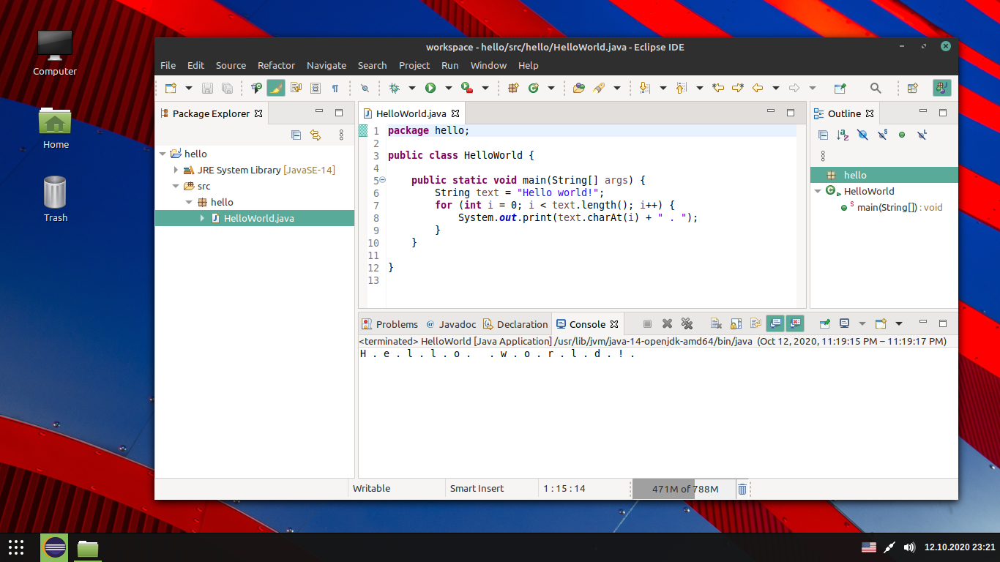 Computer
Home
Trash
workspace - hello/src/hello/HelloWorld.java - Eclipse IDE
File Edit Source Refactor Navigate Search Project Run Window Help
Package Explorer
hello
JRE System Library [JavaSE-14]
src
hello
HelloWorld.java
HelloWorld.java
1 package hello;
2
3 public class HelloWorld {
4
5     public static void main(String[] args) {
6         String text = "Hello world!";
7         for (int i = 0; i < text.length(); i++) {
8             System.out.print(text.charAt(i) + " . ");
9         }
10     }
11
12 }
13
Outline
hello
HelloWorld
main(String[]) : void
Problems @ Javadoc Declaration Console
<terminated> HelloWorld [Java Application] /usr/lib/jvm/java-14-openjdk-amd64/bin/java (Oct 12, 2020, 11:19:15 PM – 11:19:17 PM)
H . e . l . l . o .   . w . o . r . l . d . ! .
Writable Smart Insert 1 : 15 : 14 471M of 788M
12.10.2020 23:21